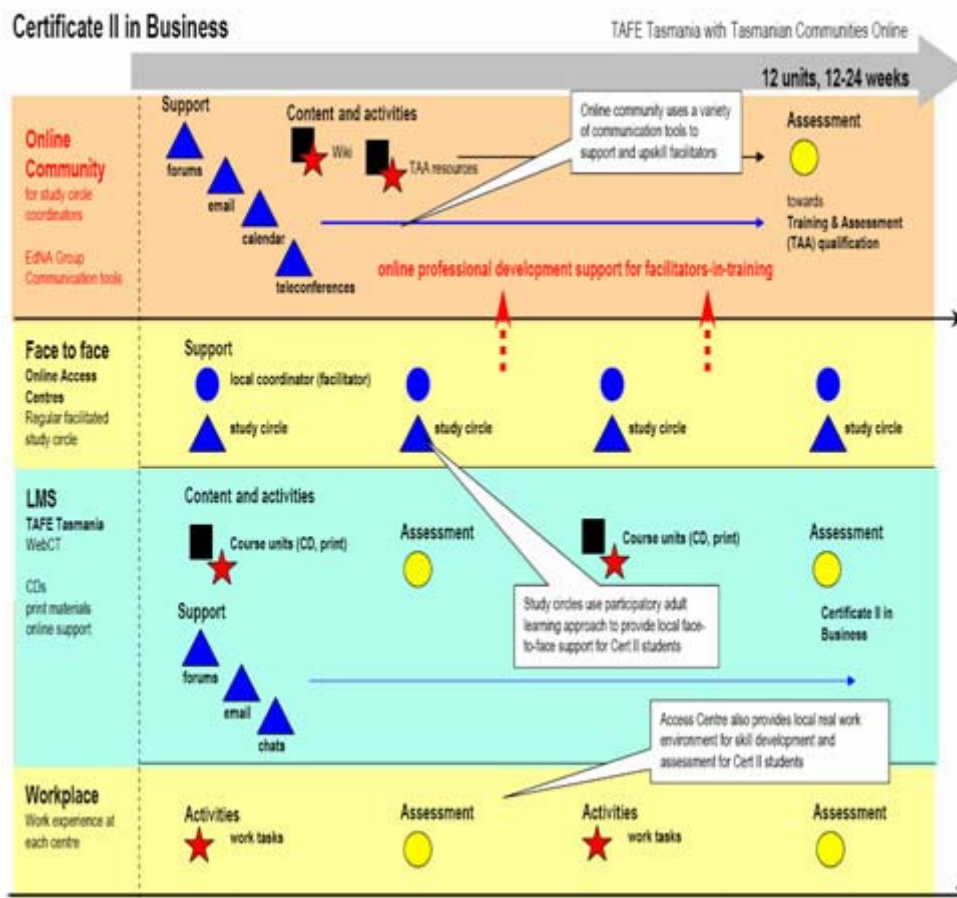 Certificate II in Business
TAFE Tasmania with Tasmanian Communities Online
12 units, 12-24 weeks
Online
Community
for study circle
coordinators
EdNA Group
Communication tools
Support
forums
email
calendar
teleconferences
Content and activities
Wiki
TAA resources
Online community uses a variety
of communication tools to
support and upskill facilitators
Assessment
towards
Training & Assessment
(TAA) qualification
online professional development support for facilitators-in-training
Face to face
Online Access
Centres
Regular facilitated
study circle
Support
local coordinator (facilitator)
study circle
study circle
study circle
study circle
LMS
TAFE Tasmania
WebCT
CDs
print materials
online support
Content and activities
Course units (CD, print)
Assessment
Course units (CD, print)
Assessment
Certificate II in
Business
Support
forums
email
chats
Study circles use participatory adult
learning approach to provide local face-
to-face support for Cert II students
Access Centre also provides local real work
environment for skill development and
assessment for Cert II students
Workplace
Work experience at
each centre
Activities
work tasks
Assessment
Activities
work tasks
Assessment